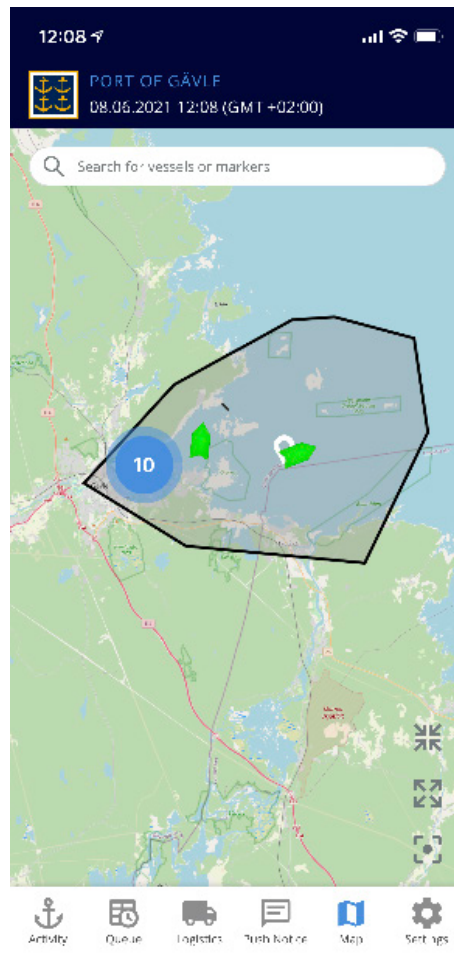 12:08
PORT OF GÄVLE
08.06.2021 12:08 (GMT +02:00)
Search for vessels or markers
10
Activity Queue Logistics Push Notice Map Settings